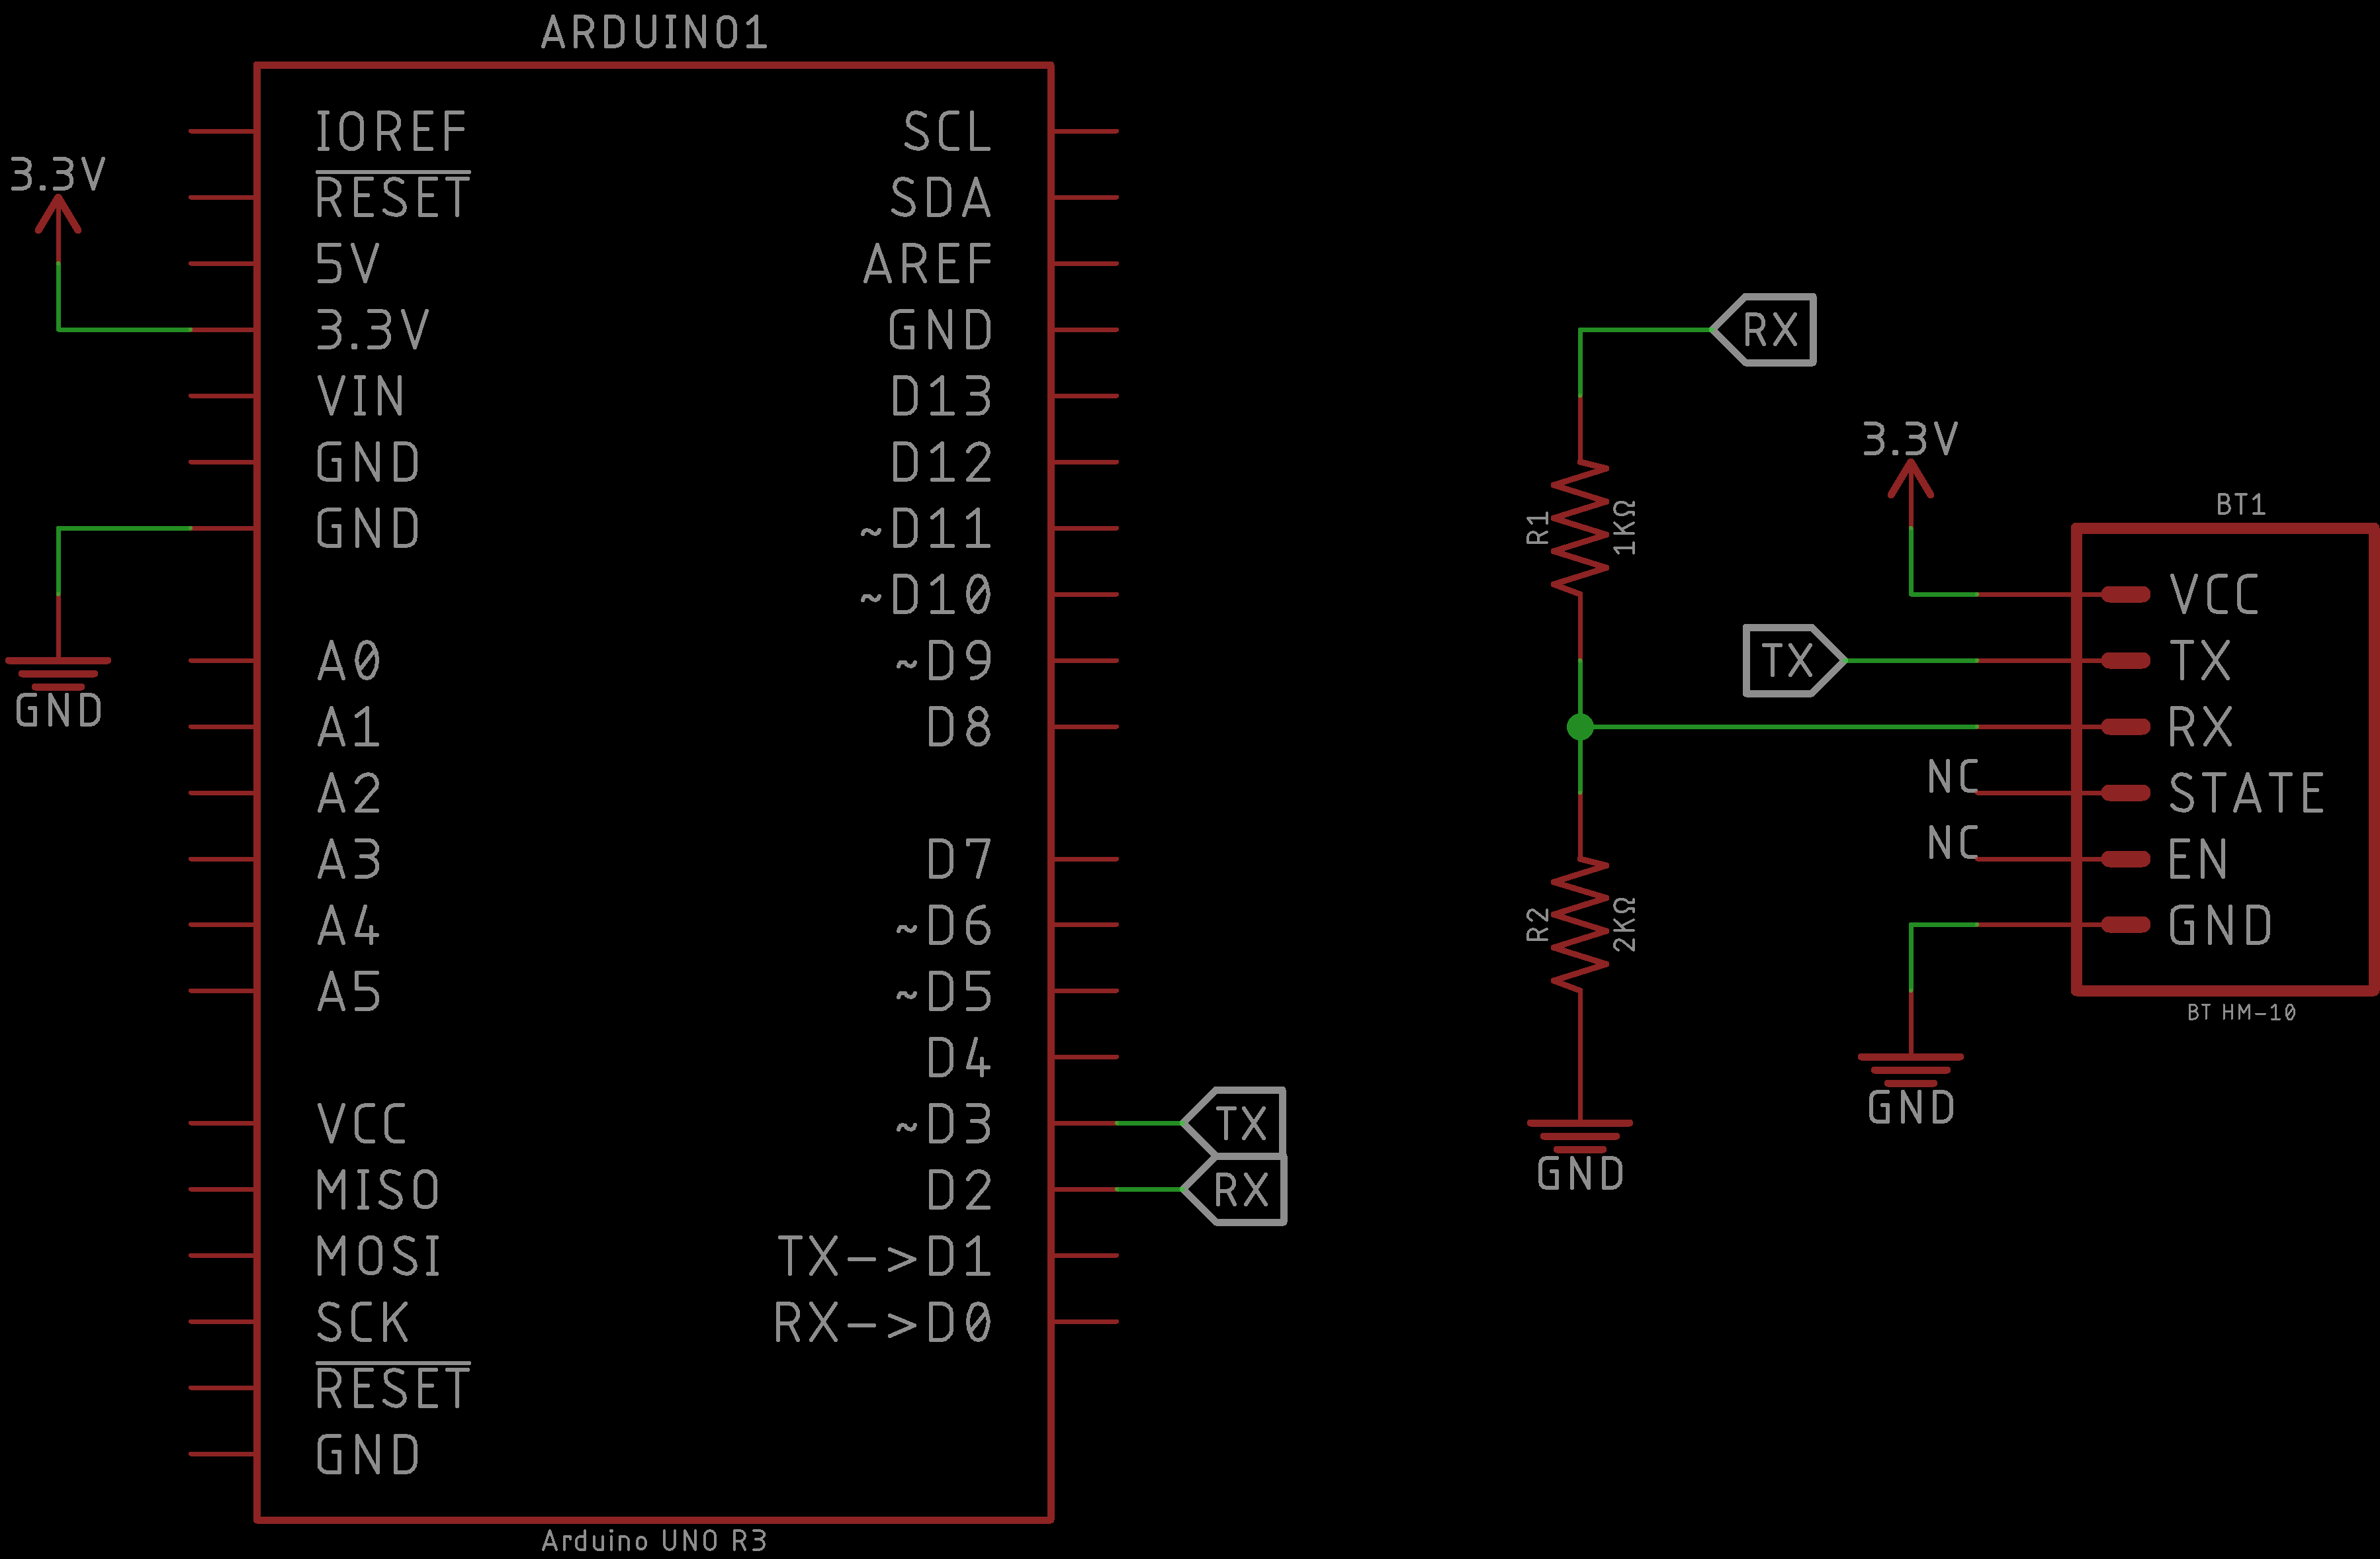 ARDUINO1
IOREF
RESET
5V
3.3V
VIN
GND
GND
A0
A1
A2
A3
A4
A5
VCC
MISO
MOSI
SCK
RESET
GND
SCL
SDA
AREF
GND
D13
D12
~D11
~D10
~D9
D8
D7
~D6
~D5
D4
~D3
D2
TX->D1
RX->D0
Arduino UNO R3
3.3V
GND
TX
RX
RX
R1
1KΩ
R2
2KΩ
GND
3.3V
TX
NC
NC
GND
BT1
VCC
TX
RX
STATE
EN
GND
BT HM-10